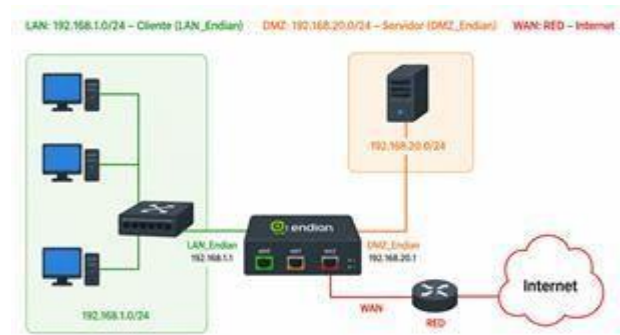 LAN: 192.168.1.0/24 – Cliente (LAN_Endian) DMZ: 192.168.20.0/24 – Servidor (DMZ_Endian) WAN: RED – Internet
192.168.20.0/24
endian
LAN_Endian
192.168.1.1
DMZ_Endian
192.168.20.1
Internet
WAN
RED
192.168.1.0/24